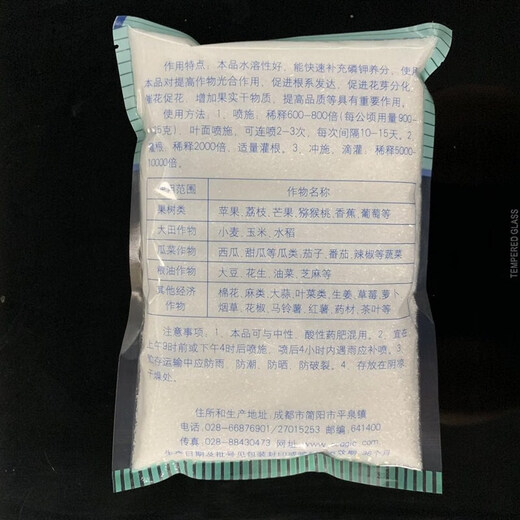 作用特点：本品水溶性好，能快速补充磷钾养分，使用
本品对提高作物光合作用，促进根系发达，促进花芽分化，
催花促花，增加果实干物质，提高品质等具有重要作用。
使用方法：1、喷施：稀释600-800倍(每公顷用量900-
克)，叶面喷施，可连喷2-3次，每次间隔10-15天。2、
灌根：稀释2000倍，适量灌根。3、冲施、滴灌：稀释5000-
10000倍。
范围 作物名称
果树类 苹果、荔枝、芒果、猕猴桃、香蕉、葡萄等
大田作物 小麦、玉米、水稻
瓜菜作物 西瓜、甜瓜等瓜类、茄子、番茄、辣椒等蔬菜
粮油作物 大豆、花生、油菜、芝麻等
其他经济 棉花、麻类、大蒜、叶菜类、生姜、草莓、萝卜
作物 烟草、花椒、马铃薯、红薯、药材、茶叶等
注意事项：1、本品可与中性、酸性药肥混用。2、宜在
上午9时前或下午4时后喷施，喷后4小时内遇雨应补喷。3、
贮存运输中应防雨、防潮、防晒、防破裂。4、存放在阴凉
干燥处。
住所和生产地址：成都市简阳市平泉镇
电话:028-66876901/27015253 邮编:641400
传真:028-88430473 网址:www.
TEMPERED GLASS